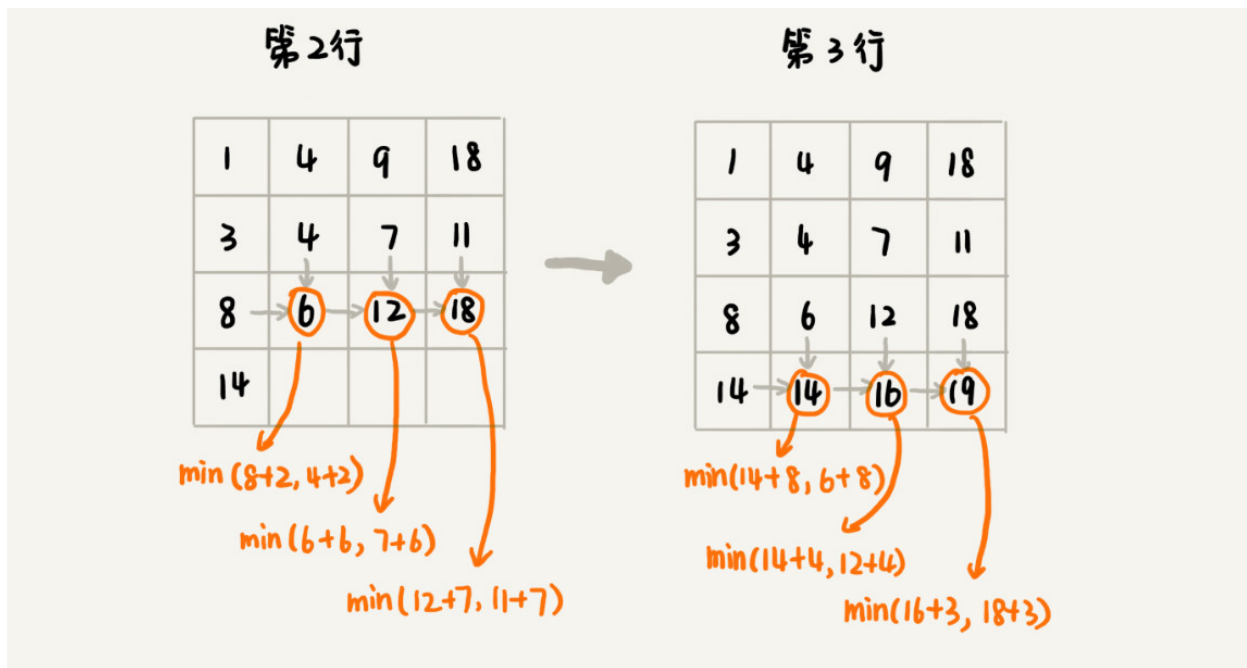 第2行
1 4 9 18
3 4 7 11
8 6 12 18
14
min(8+2, 4+2)
min(6+6, 7+6)
min(12+7, 11+7)
第3行
1 4 9 18
3 4 7 11
8 6 12 18
14 14 16 19
min(14+8, 6+8)
min(14+4, 12+4)
min(16+3, 18+3)